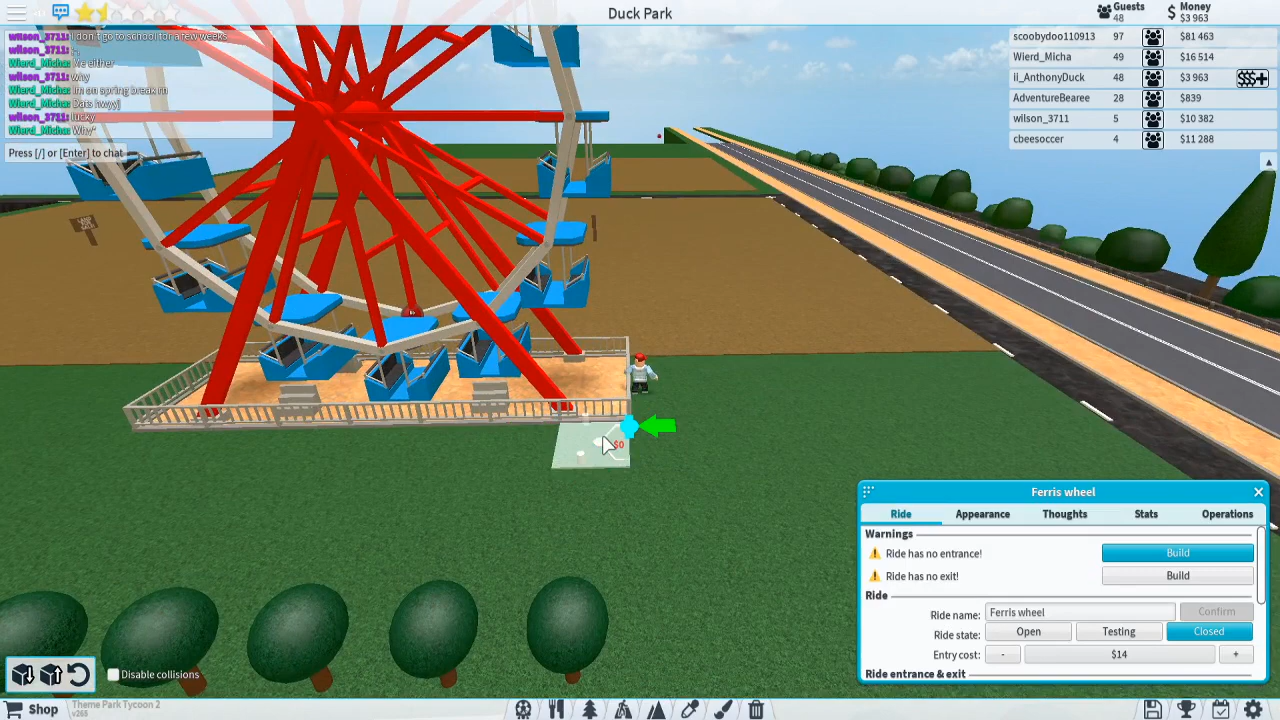 Duck Park
Guests
48
Money
$3 963
wilson_3711: I don't go to school for a few weeks
wilson_3711: ;-;
Wierd_Micha: Me either
wilson_3711: why
Wierd_Micha: Im on spring break rn
Wierd_Micha: Dats hwyyj
wilson_3711: lucky
Wierd_Micha: Why*
Press [/] or [Enter] to chat
scoobydoo110913 97 $81 463
Wierd_Micha 49 $16 514
ii_AnthonyDuck 48 $3 963 $$$+
AdventureBearee 28 $839
wilson_3711 5 $10 382
cbeesoccer 4 $11 288
$0
Ferris wheel
Ride Appearance Thoughts Stats Operations
Warnings
Ride has no entrance! Build
Ride has no exit! Build
Ride
Ride name: Ferris wheel Confirm
Ride state: Open Testing Closed
Entry cost: - $14 +
Ride entrance & exit
Disable collisions
Shop
Theme Park Tycoon 2
v265